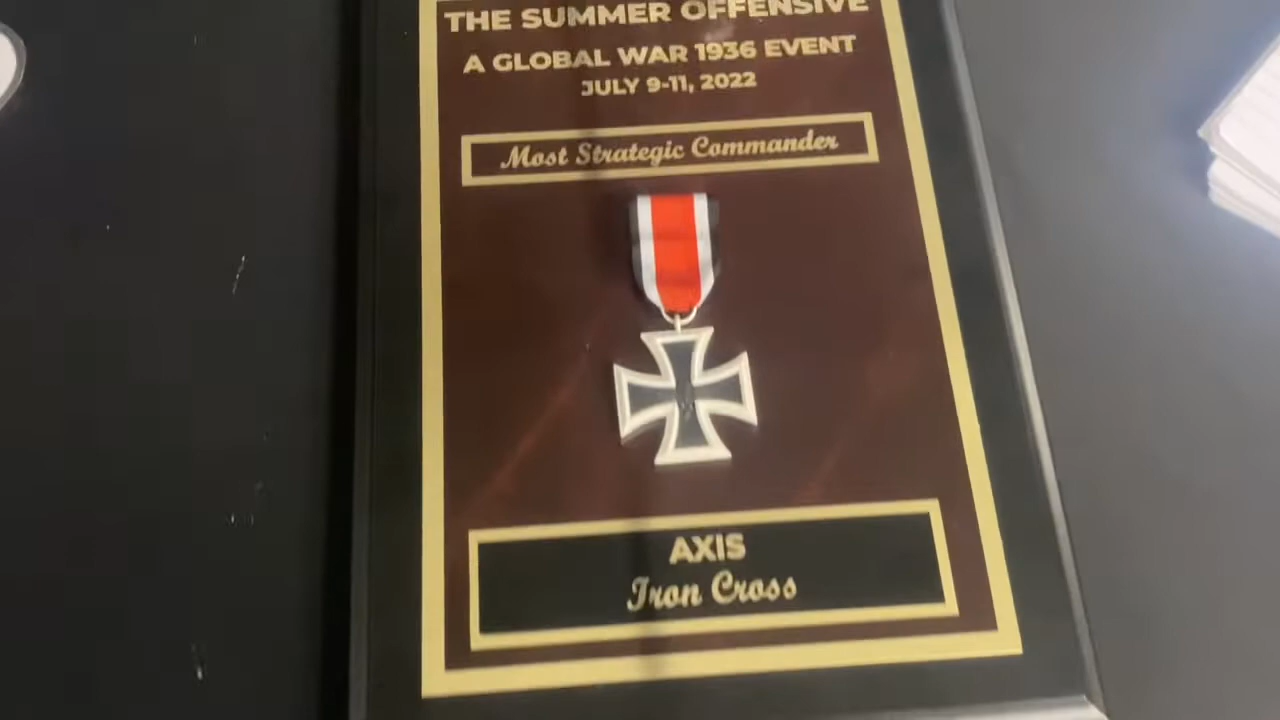 THE SUMMER OFFENSIVE
A GLOBAL WAR 1936 EVENT
JULY 9-11, 2022
Most Strategic Commander
AXIS
Iron Cross